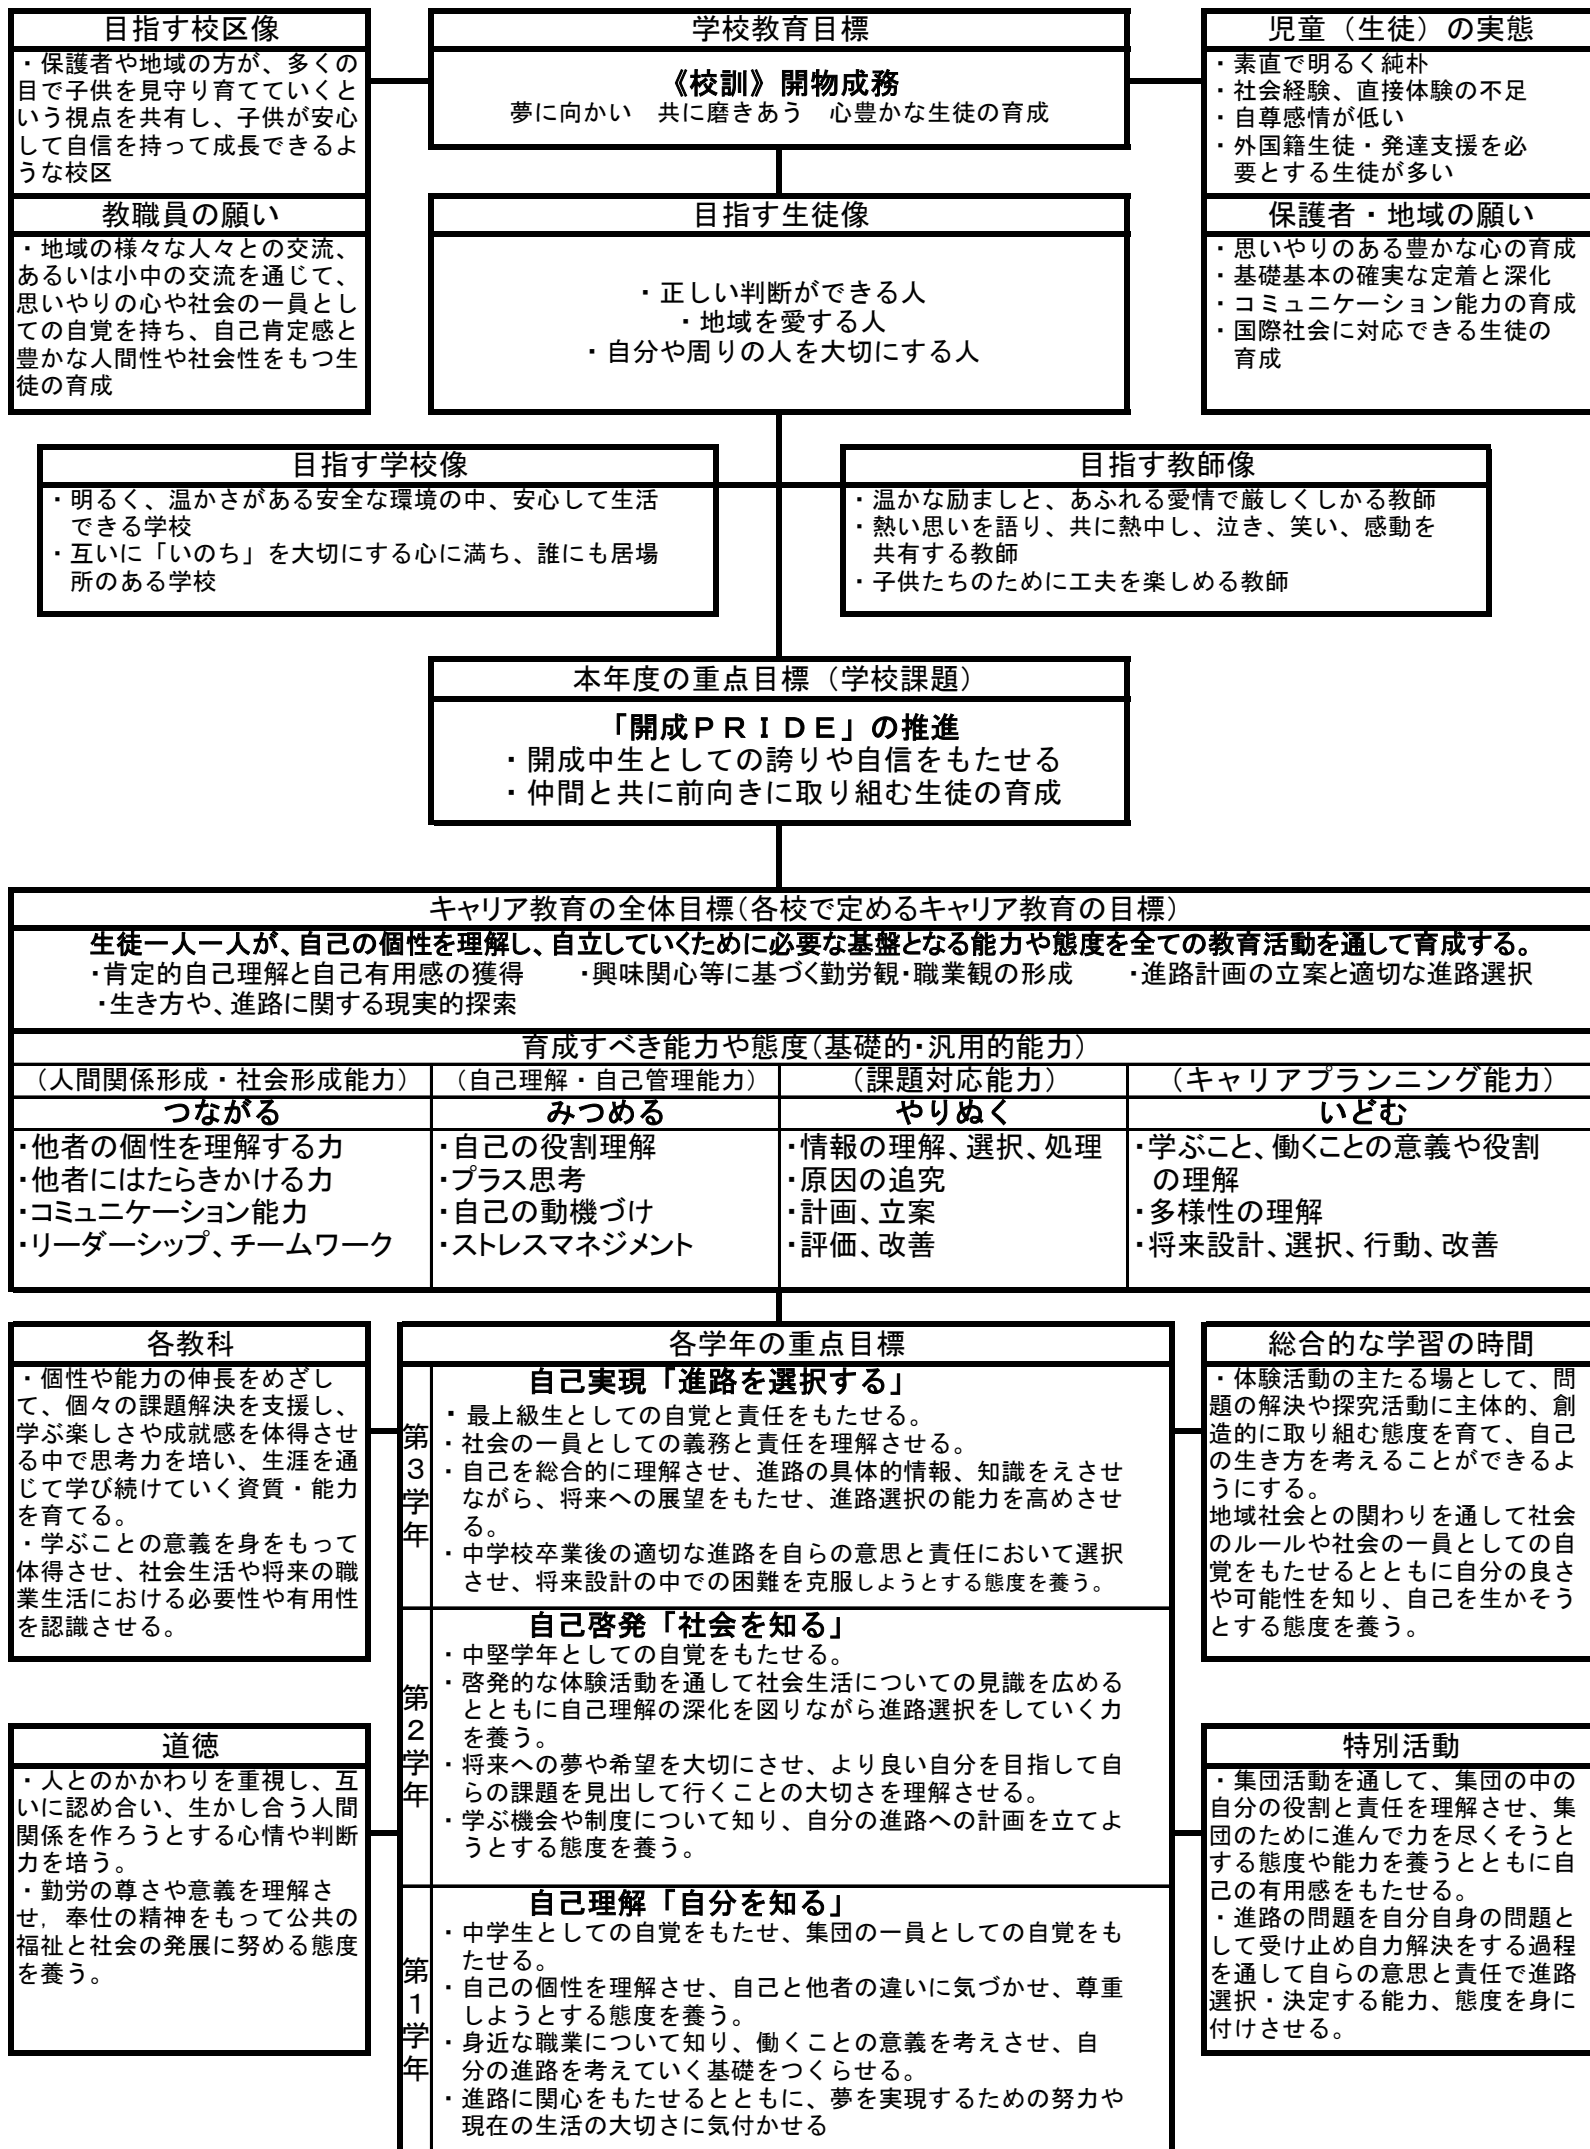 目指す校区像
・保護者や地域の方が、多くの
目で子供を見守り育てていくと
いう視点を共有し、子供が安心
して自信を持って成長できるよ
うな校区
学校教育目標
《校訓》開物成務
夢に向かい　共に磨きあう　心豊かな生徒の育成
児童（生徒）の実態
・素直で明るく純朴
・社会経験、直接体験の不足
・自尊感情が低い
・外国籍生徒・発達支援を必
要とする生徒が多い
教職員の願い
・地域の様々な人々との交流、
あるいは小中の交流を通じて、
思いやりの心や社会の一員とし
ての自覚を持ち、自己肯定感と
豊かな人間性や社会性をもつ生
徒の育成
目指す生徒像
・正しい判断ができる人
・地域を愛する人
・自分や周りの人を大切にする人
保護者・地域の願い
・思いやりのある豊かな心の育成
・基礎基本の確実な定着と深化
・コミュニケーション能力の育成
・国際社会に対応できる生徒の
育成
目指す学校像
・明るく、温かさがある安全な環境の中、安心して生活
できる学校
・互いに「いのち」を大切にする心に満ち、誰にも居場
所のある学校
目指す教師像
・温かな励ましと、あふれる愛情で厳しくしかる教師
・熱い思いを語り、共に熱中し、泣き、笑い、感動を
共有する教師
・子供たちのために工夫を楽しめる教師
本年度の重点目標（学校課題）
「開成ＰＲＩＤＥ」の推進
・開成中生としての誇りや自信をもたせる
・仲間と共に前向きに取り組む生徒の育成
キャリア教育の全体目標（各校で定めるキャリア教育の目標）
生徒一人一人が、自己の個性を理解し、自立していくために必要な基盤となる能力や態度を全ての教育活動を通して育成する。
・肯定的自己理解と自己有用感の獲得　・興味関心等に基づく勤労観・職業観の形成　・進路計画の立案と適切な進路選択
・生き方や、進路に関する現実的探索
育成すべき能力や態度（基礎的・汎用的能力）
（人間関係形成・社会形成能力）
つながる
・他者の個性を理解する力
・他者にはたらきかける力
・コミュニケーション能力
・リーダーシップ、チームワーク
（自己理解・自己管理能力）
みつめる
・自己の役割理解
・プラス思考
・自己の動機づけ
・ストレスマネジメント
（課題対応能力）
やりぬく
・情報の理解、選択、処理
・原因の追究
・計画、立案
・評価、改善
（キャリアプランニング能力）
いどむ
・学ぶこと、働くことの意義や役割
の理解
・多様性の理解
・将来設計、選択、行動、改善
各教科
・個性や能力の伸長をめざし
て、個々の課題解決を支援し、
学ぶ楽しさや成就感を体得させ
る中で思考力を培い、生涯を通
じて学び続けていく資質・能力
を育てる。
・学ぶことの意義を身をもって
体得させ、社会生活や将来の職
業生活における必要性や有用性
を認識させる。
道徳
・人とのかかわりを重視し、互
いに認め合い、生かし合う人間
関係を作ろうとする心情や判断
力を培う。
・勤労の尊さや意義を理解さ
せ，奉仕の精神をもって公共の
福祉と社会の発展に努める態度
を養う。
各学年の重点目標
第３学年
自己実現「進路を選択する」
・最上級生としての自覚と責任をもたせる。
・社会の一員としての義務と責任を理解させる。
・自己を総合的に理解させ、進路の具体的情報、知識をえさせ
ながら、将来への展望をもたせ、進路選択の能力を高めさせ
る。
・中学校卒業後の適切な進路を自らの意思と責任において選択
させ、将来設計の中での困難を克服しようとする態度を養う。
第２学年
自己啓発「社会を知る」
・中堅学年としての自覚をもたせる。
・啓発的な体験活動を通して社会生活についての見識を広める
とともに自己理解の深化を図りながら進路選択をしていく力
を養う。
・将来への夢や希望を大切にさせ、より良い自分を目指して自
らの課題を見出して行くことの大切さを理解させる。
・学ぶ機会や制度について知り、自分の進路への計画を立てよ
うとする態度を養う。
第１学年
自己理解「自分を知る」
・中学生としての自覚をもたせ、集団の一員としての自覚をも
たせる。
・自己の個性を理解させ、自己と他者の違いに気づかせ、尊重
しようとする態度を養う。
・身近な職業について知り、働くことの意義を考えさせ、自
分の進路を考えていく基礎をつくらせる。
・進路に関心をもたせるとともに、夢を実現するための努力や
現在の生活の大切さに気付かせる
総合的な学習の時間
・体験活動の主たる場として、問
題の解決や探究活動に主体的、創
造的に取り組む態度を育て、自己
の生き方を考えることができるよ
うにする。
地域社会との関わりを通して社会
のルールや社会の一員としての自
覚をもたせるとともに自分の良さ
や可能性を知り、自己を生かそう
とする態度を養う。
特別活動
・集団活動を通して、集団の中の
自分の役割と責任を理解させ、集
団のために進んで力を尽くそうと
する態度や能力を養うとともに自
己の有用感をもたせる。
・進路の問題を自分自身の問題と
して受け止め自力解決をする過程
を通して自らの意思と責任で進路
選択・決定する能力、態度を身に
付けさせる。